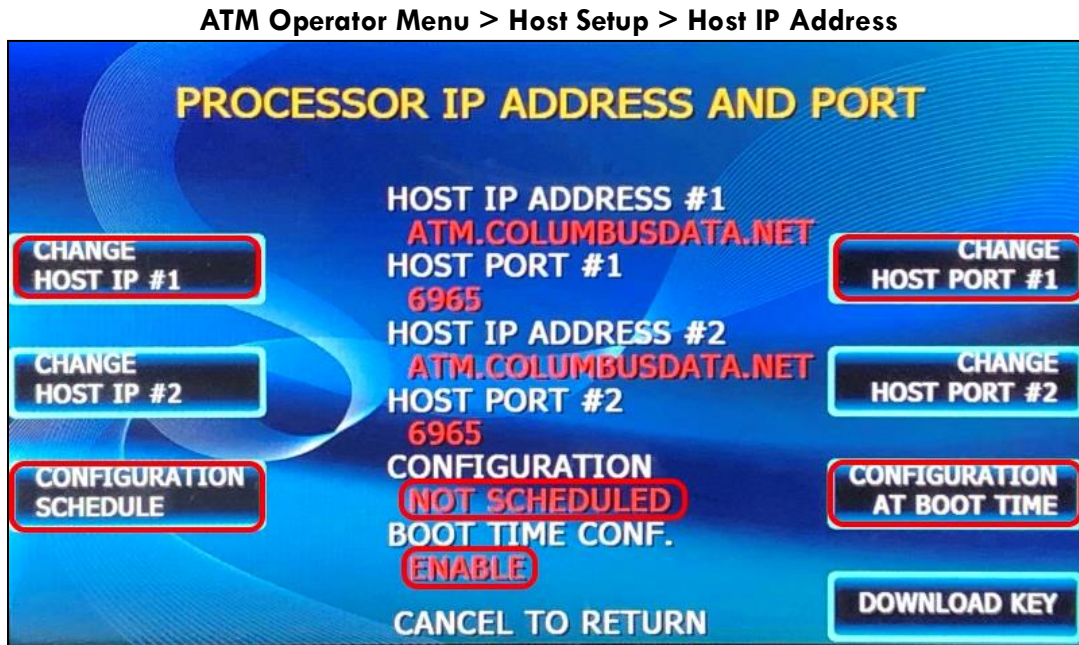 ATM Operator Menu > Host Setup > Host IP Address
PROCESSOR IP ADDRESS AND PORT
HOST IP ADDRESS #1
ATM.COLUMBUSDATA.NET
HOST PORT #1
6965
HOST IP ADDRESS #2
ATM.COLUMBUSDATA.NET
HOST PORT #2
6965
CONFIGURATION
NOT SCHEDULED
BOOT TIME CONF.
ENABLE
CANCEL TO RETURN
CHANGE
HOST IP #1
CHANGE
HOST IP #2
CONFIGURATION
SCHEDULE
CHANGE
HOST PORT #1
CHANGE
HOST PORT #2
CONFIGURATION
AT BOOT TIME
DOWNLOAD KEY